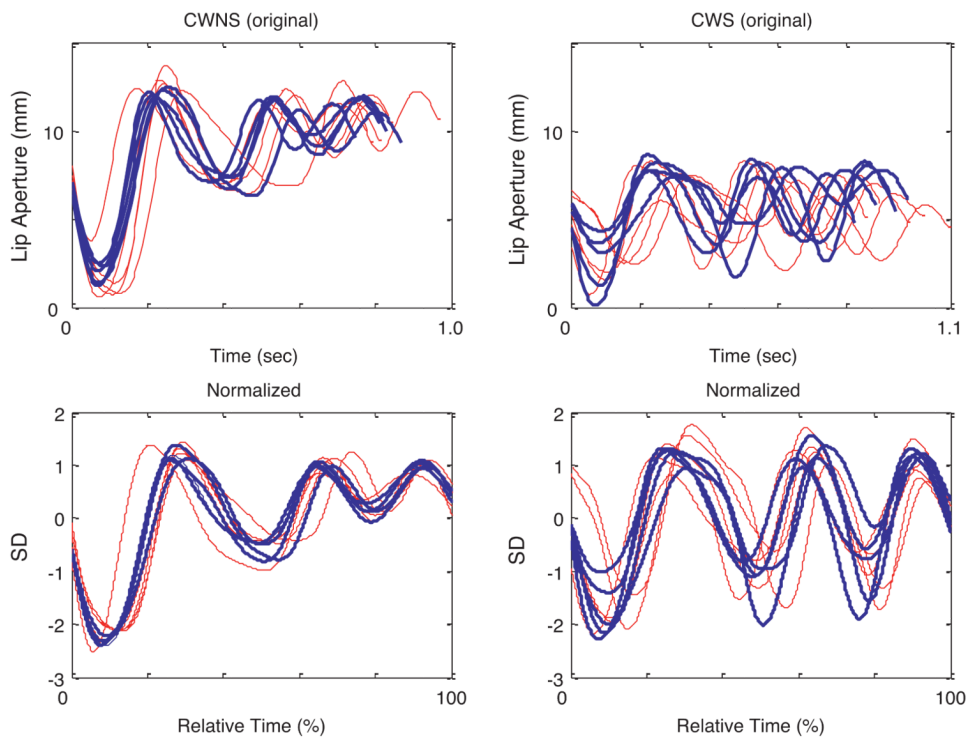 CWNS (original)
CWS (original)
Lip Aperture (mm)
10
0
0
1.0
Time (sec)
Lip Aperture (mm)
10
5
0
0
1.1
Time (sec)
Normalized
SD
2
1
0
-1
-2
-3
0
100
Relative Time (%)
Normalized
SD
2
1
0
-1
-2
-3
0
100
Relative Time (%)